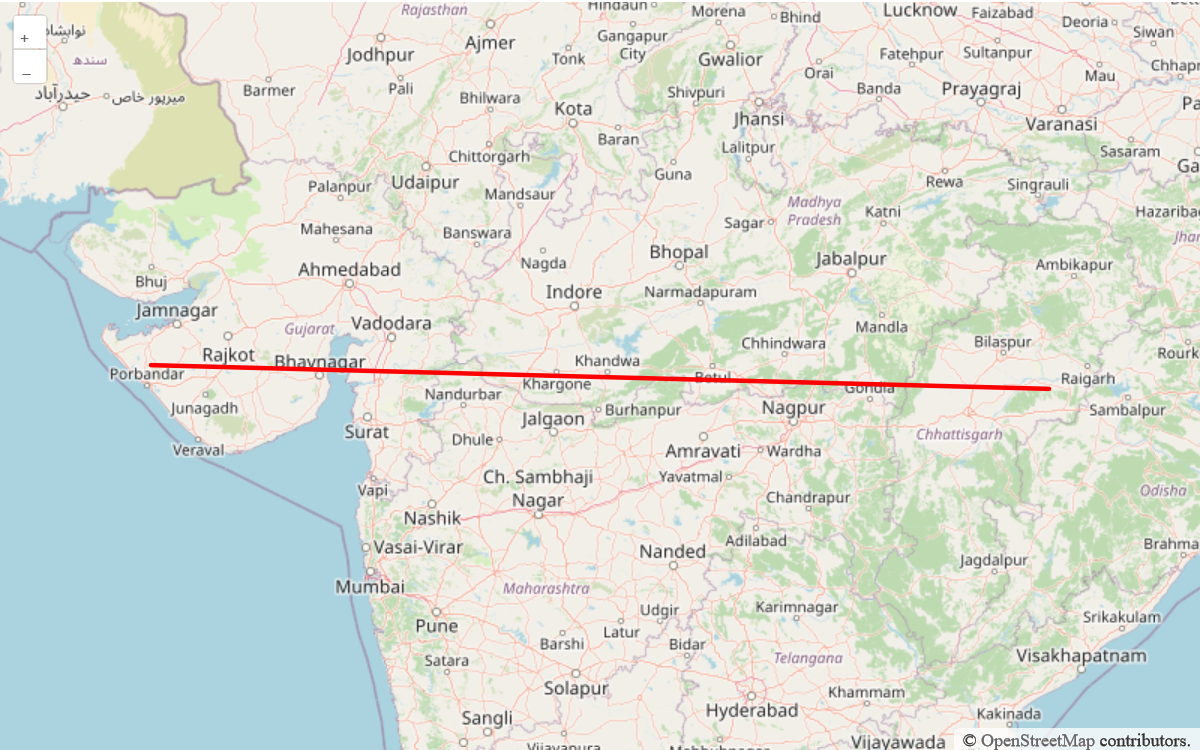 Rajasthan
Hindaun
Morena
Bhind
Lucknow
Faizabad
Deoria
Siwan
+
−
نوابشاه
سندھ
حیدرآباد
میرپور خاص
Jodhpur
Ajmer
Tonk
Gangapur
City
Gwalior
Orai
Fatehpur
Sultanpur
Mau
Chhapr
Barmer
Pali
Bhilwara
Kota
Shivpuri
Jhansi
Banda
Prayagraj
Varanasi
Pa
Baran
Lalitpur
Sasaram
Ga
Chittorgarh
Udaipur
Palanpur
Mandsaur
Guna
Rewa
Singrauli
Madhya
Pradesh
Katni
Hazaribag
Sagar
Mahesana
Banswara
Jhar
Ahmedabad
Nagda
Bhopal
Jabalpur
Ambikapur
Bhuj
Indore
Narmadapuram
Jamnagar
Gujarat
Vadodara
Mandla
Chhindwara
Bilaspur
Rajkot
Bhavnagar
Khandwa
Rourk
Porbandar
Khargone
Betul
Gondia
Raigarh
Junagadh
Nandurbar
Burhanpur
Nagpur
Sambalpur
Surat
Jalgaon
Dhule
Chhattisgarh
Veraval
Amravati
Wardha
Vapi
Ch. Sambhaji
Nagar
Yavatmal
Chandrapur
Odisha
Nashik
Vasai-Virar
Nanded
Adilabad
Jagdalpur
Brahma
Mumbai
Maharashtra
Udgir
Karimnagar
Srikakulam
Pune
Barshi
Latur
Bidar
Telangana
Visakhapatnam
Satara
Solapur
Khammam
Sangli
Hyderabad
Kakinada
Vijayapura
Mahbubnagar
Vijayawada
© OpenStreetMap contributors.